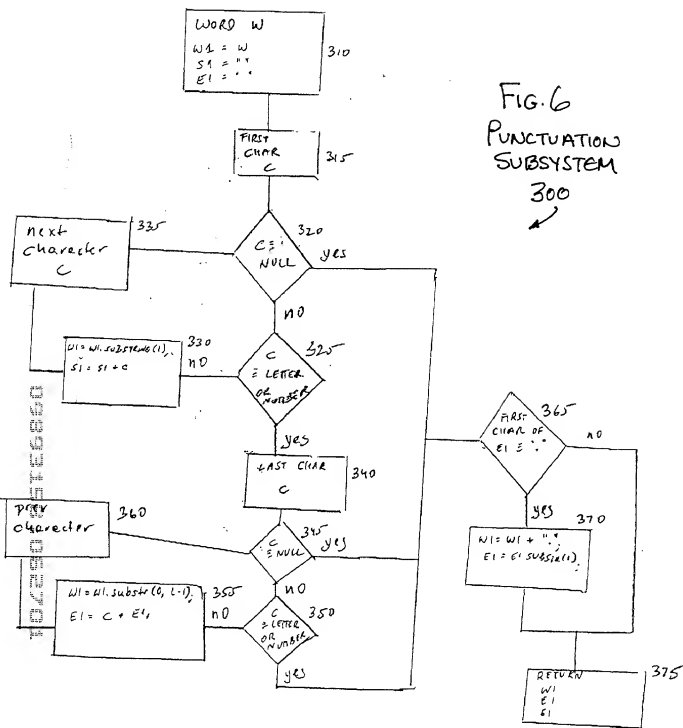 WORD W
W1 = W
S1 = " "
E1 = " "
310
FIG. 6
PUNCTUATION
SUBSYSTEM
300
FIRST
CHAR
C
315
next
character
C
335
320
C ≡
NULL
yes
no
W1 = W1.SUBSTRING(1);
S1 = S1 + C
330
no
325
C
≡ LETTER
OR
NUMBER
yes
LAST CHAR
C
340
FIRST
CHAR OF
E1 ≡ "."
365
no
yes
370
W1 = W1 + ".";
E1 = E1.SUBSTR(1);
prev
character
360
345
C
≡ NULL
yes
no
W1 = W1.substr(0, L-1);
E1 = C + E1;
355
no
350
C
≡ LETTER
OR
NUMBER
yes
RETURN
W1
E1
S1
375